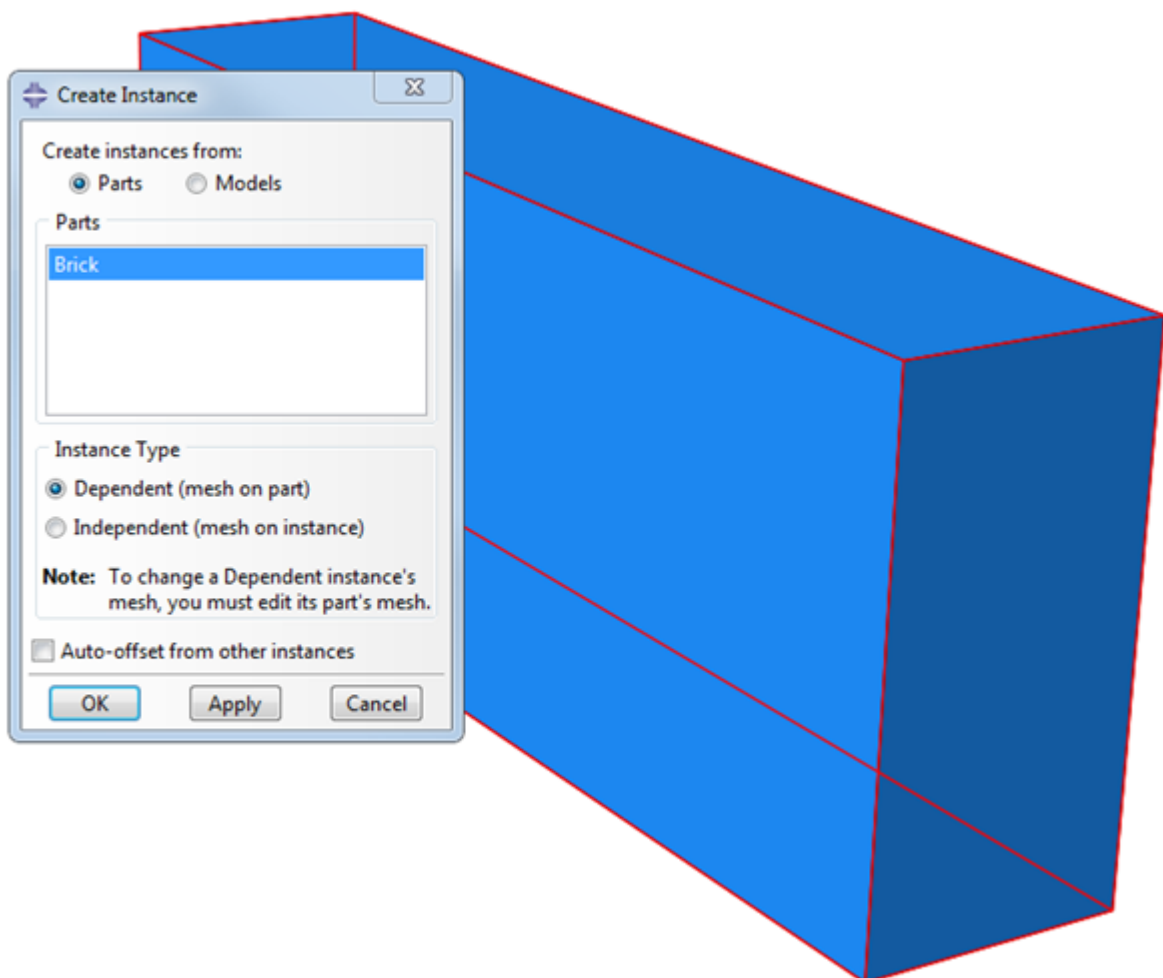 Create Instance
Create instances from:
Parts Models
Parts
Brick
Instance Type
Dependent (mesh on part)
Independent (mesh on instance)
Note: To change a Dependent instance's
mesh, you must edit its part's mesh.
Auto-offset from other instances
OK Apply Cancel